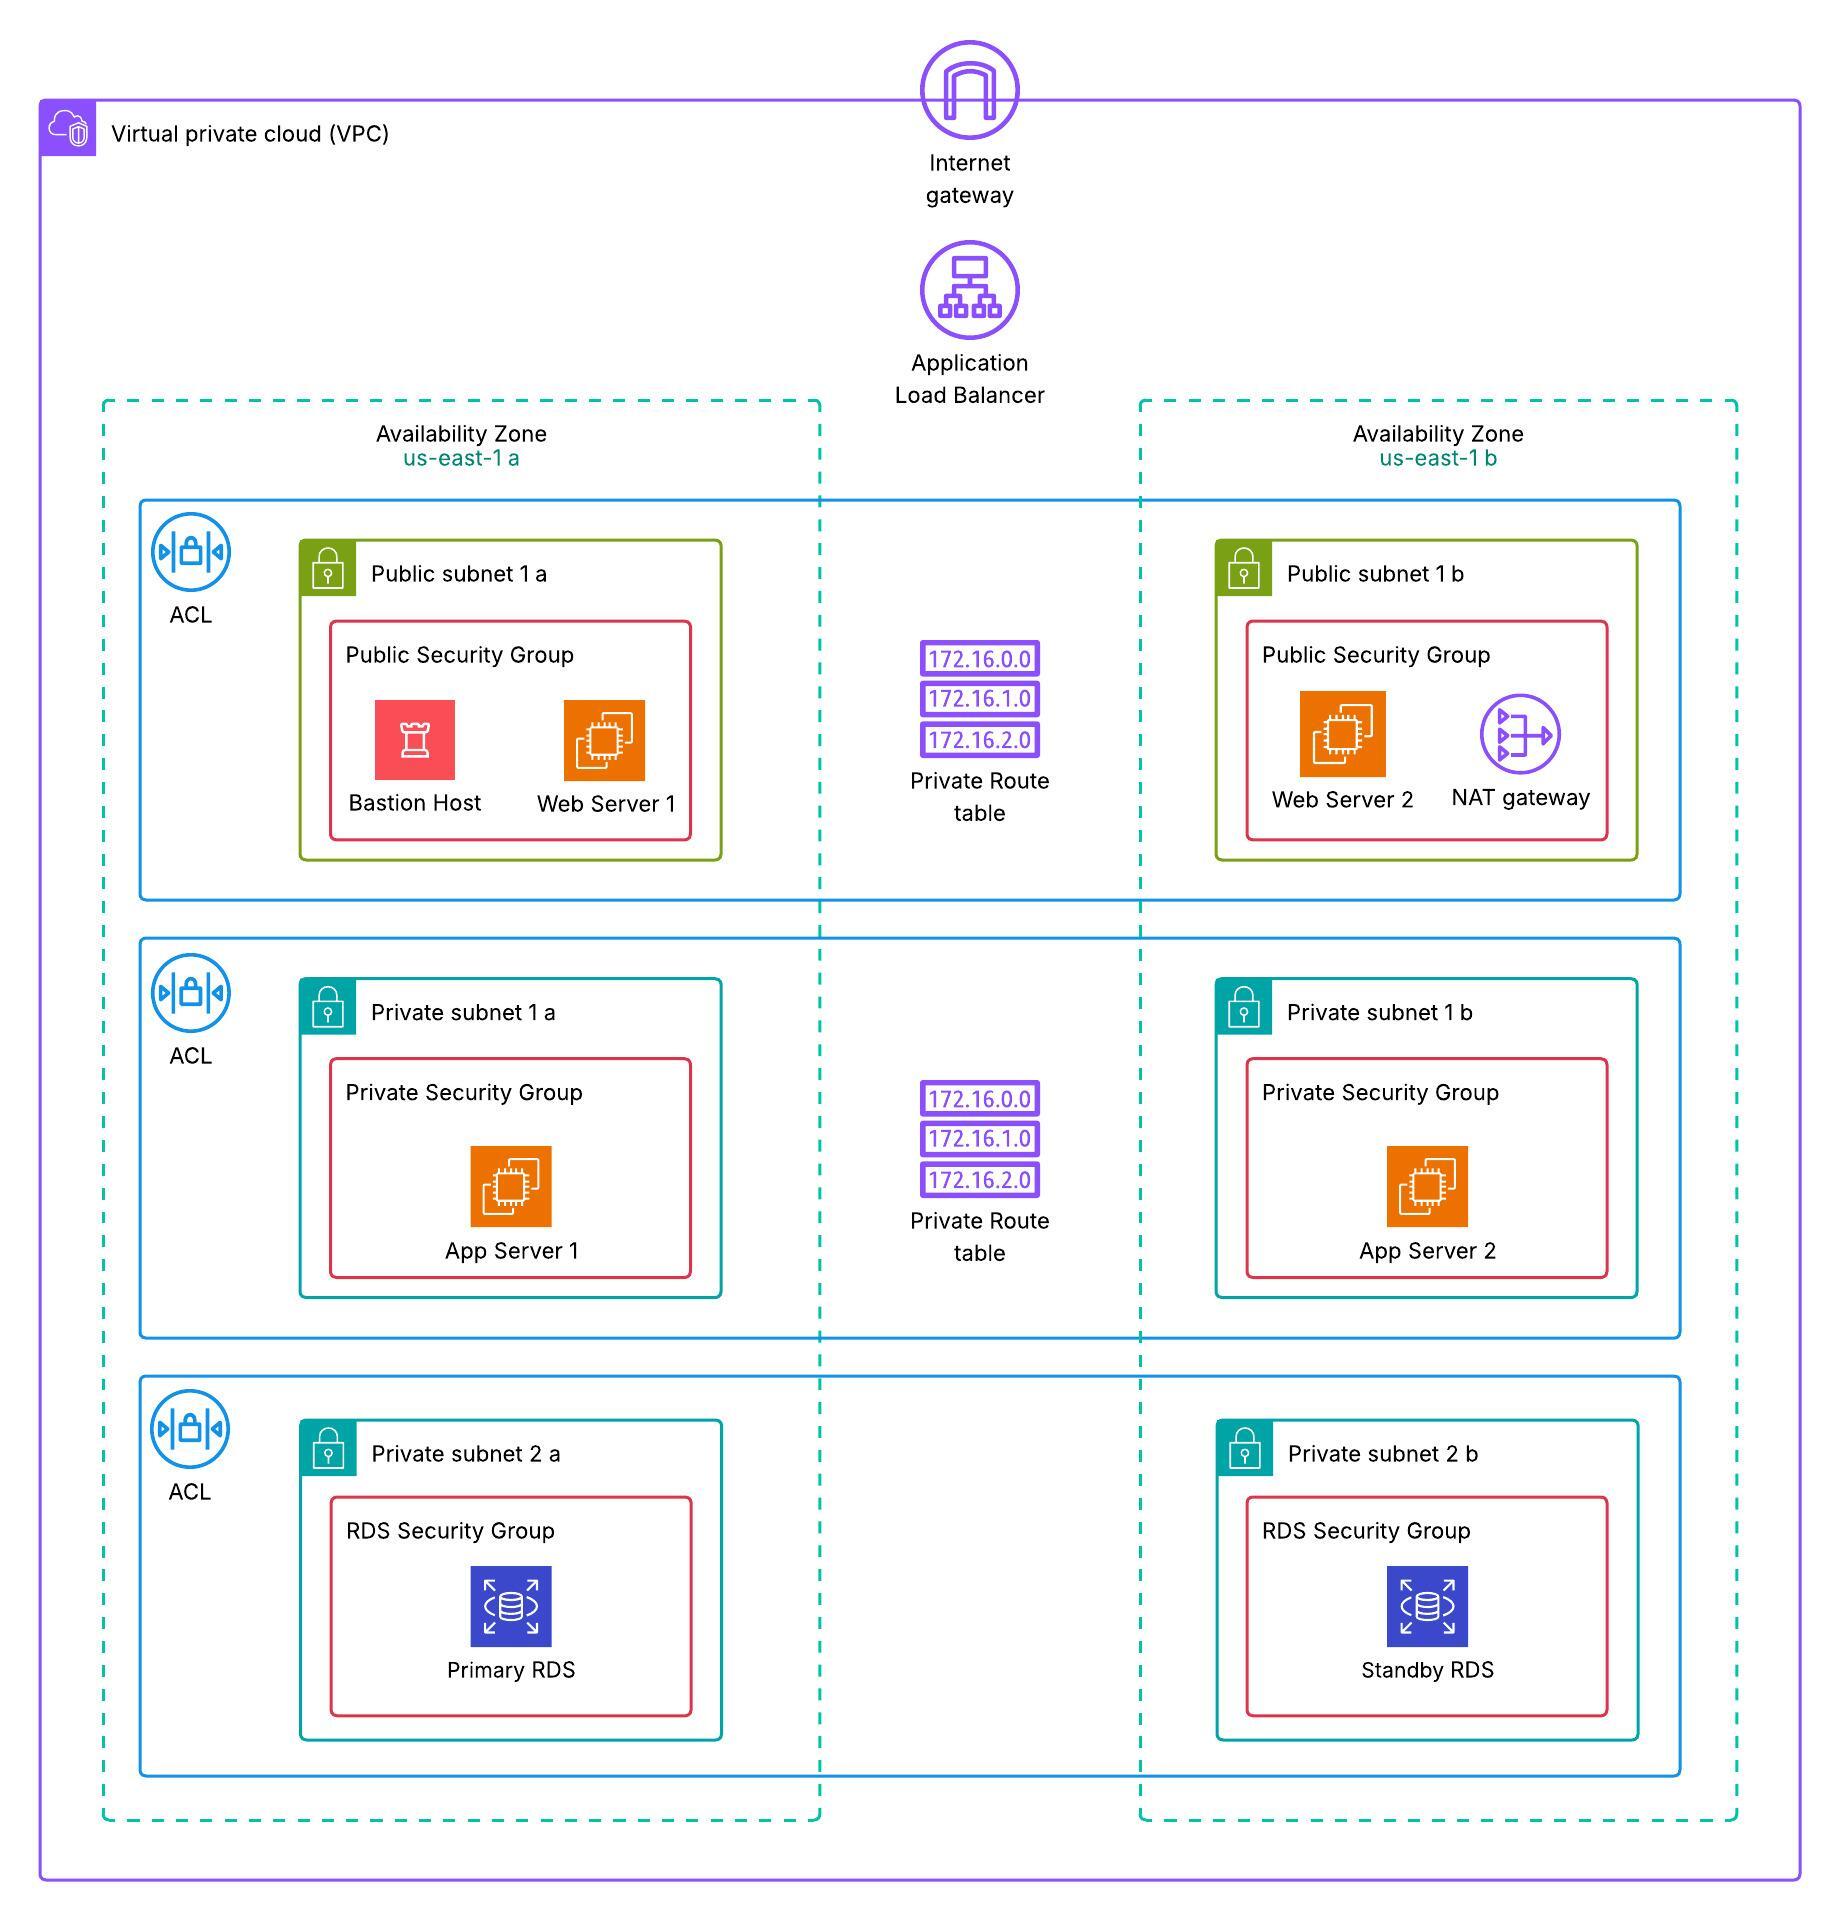 Virtual private cloud (VPC)
Internet
gateway
Application
Load Balancer
Availability Zone
us-east-1 a
Availability Zone
us-east-1 b
ACL
Public subnet 1 a
Public Security Group
Bastion Host
Web Server 1
172.16.0.0
172.16.1.0
172.16.2.0
Private Route
table
Public subnet 1 b
Public Security Group
Web Server 2
NAT gateway
ACL
Private subnet 1 a
Private Security Group
App Server 1
172.16.0.0
172.16.1.0
172.16.2.0
Private Route
table
Private subnet 1 b
Private Security Group
App Server 2
ACL
Private subnet 2 a
RDS Security Group
Primary RDS
Private subnet 2 b
RDS Security Group
Standby RDS